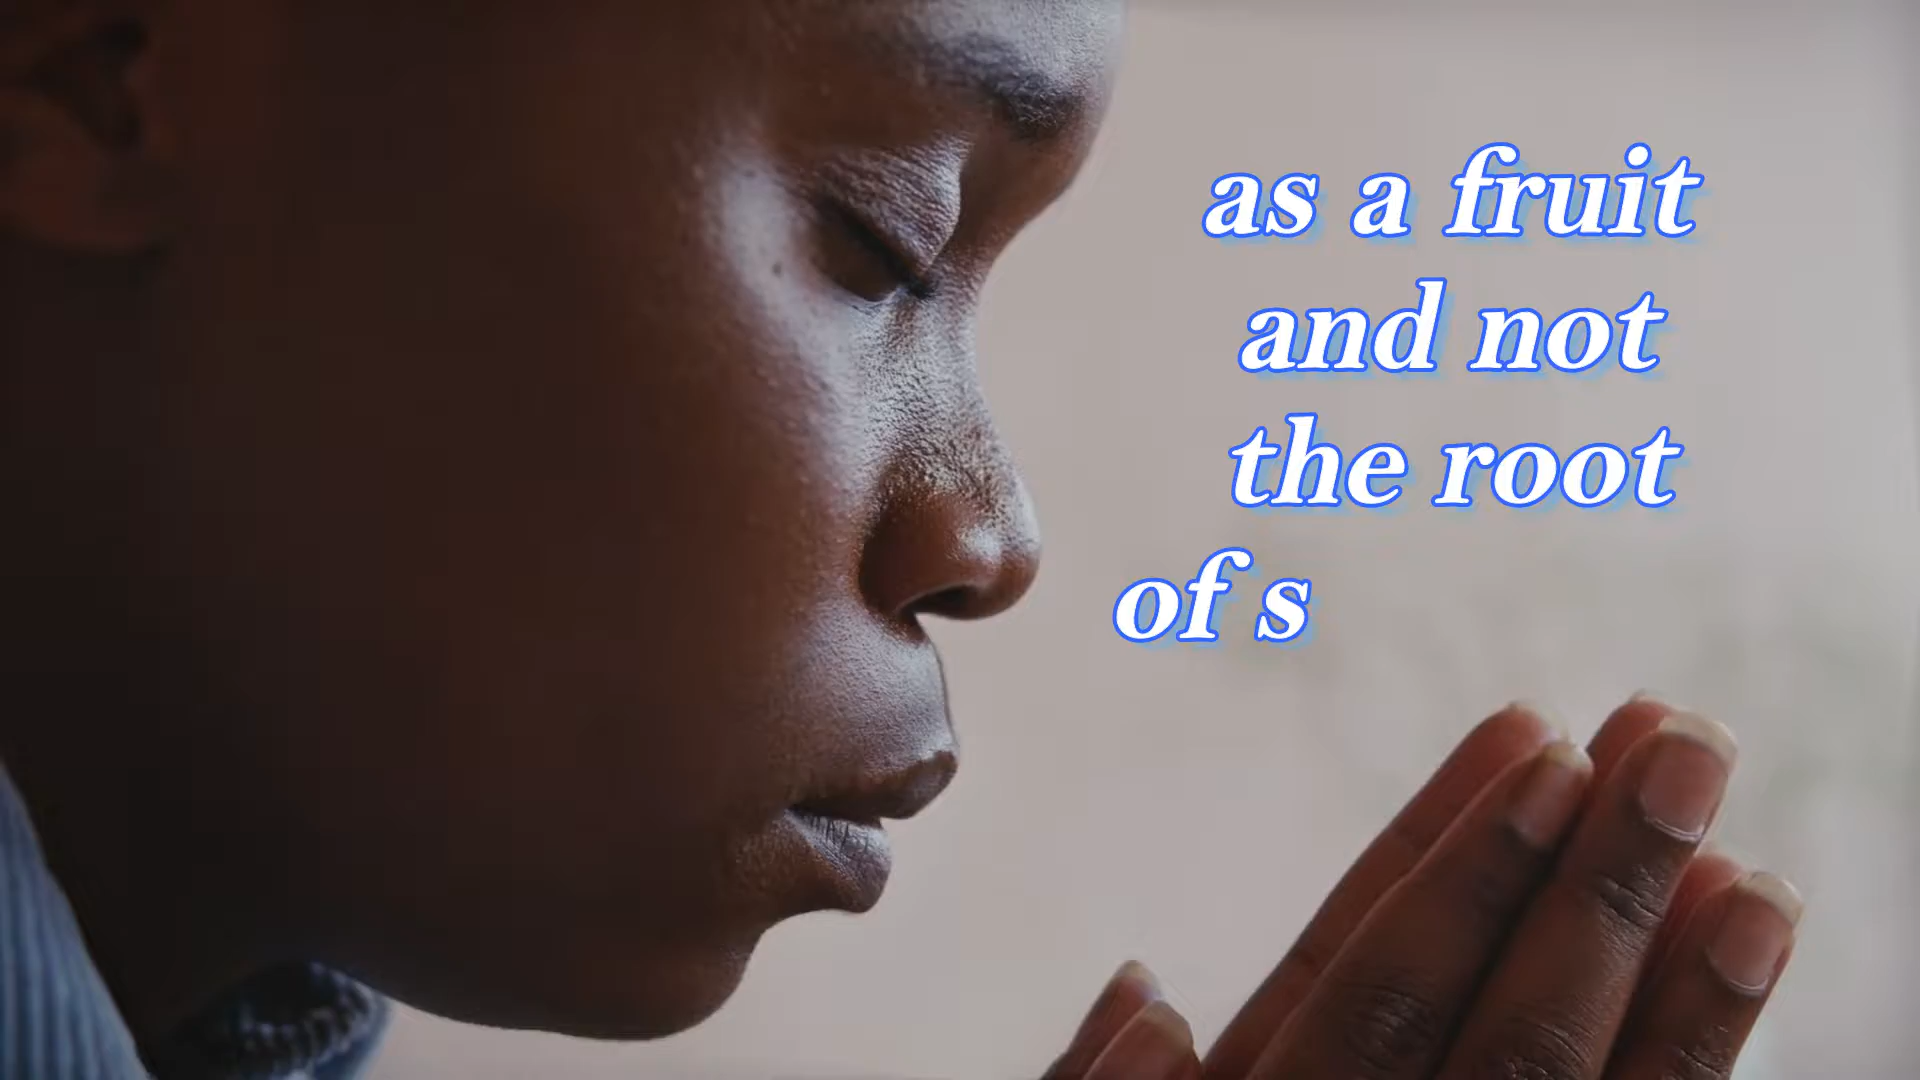 as a fruit
and not
the root
of s